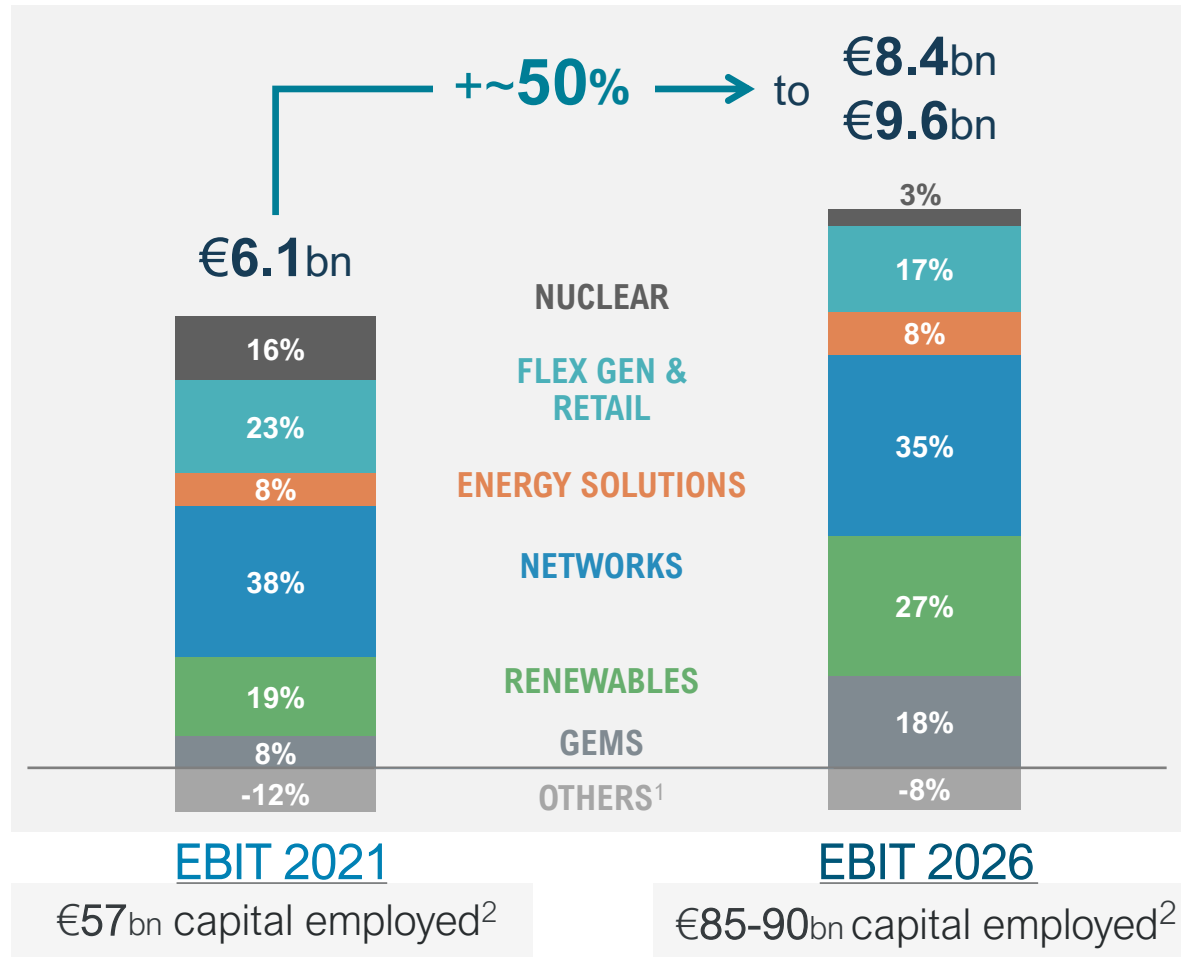 +~50%
to
€8.4bn
€9.6bn
€6.1bn
3%
NUCLEAR
17%
16%
8%
FLEX GEN &
RETAIL
23%
35%
8%
ENERGY SOLUTIONS
38%
NETWORKS
27%
19%
RENEWABLES
18%
8%
GEMS
-12%
OTHERS¹
-8%
EBIT 2021
EBIT 2026
€57bn capital employed²
€85-90bn capital employed²